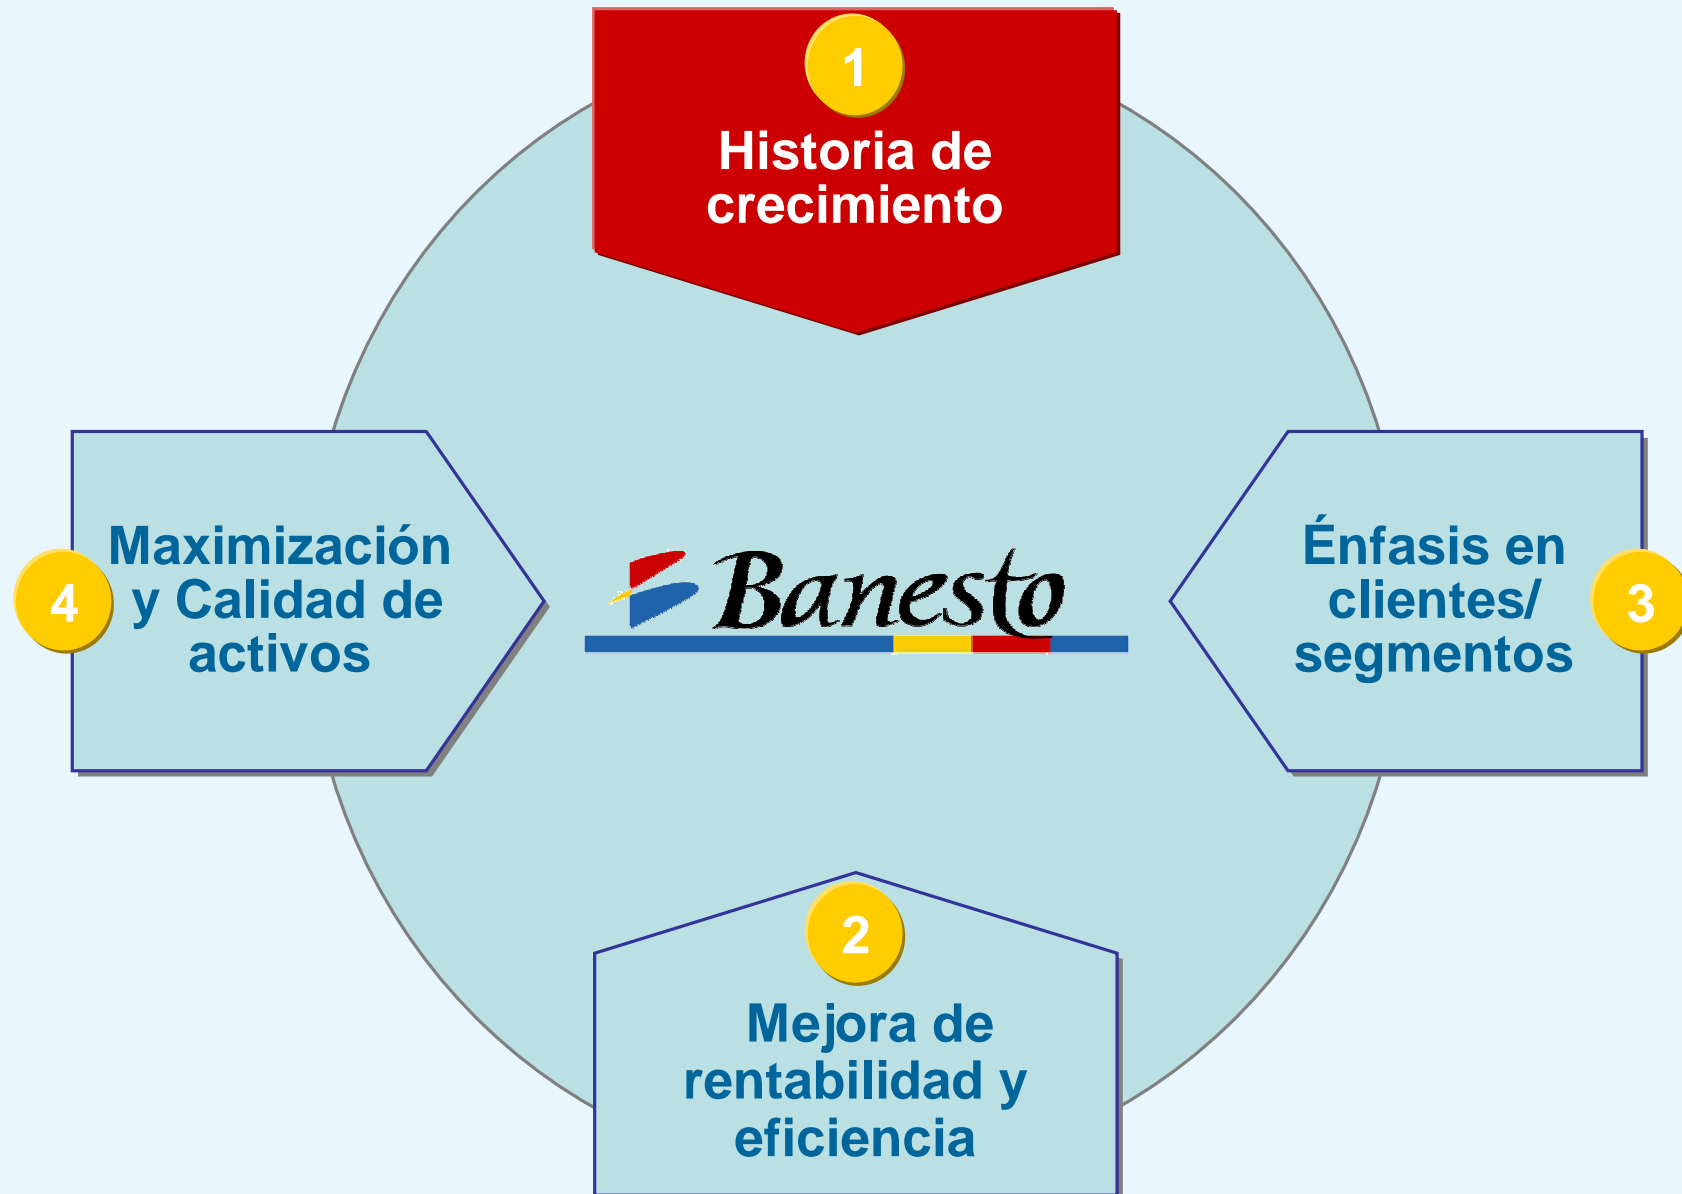 1
Historia de
crecimiento
4
Maximización
y Calidad de
activos
Banesto
Énfasis en
clientes/
segmentos
3
2
Mejora de
rentabilidad y
eficiencia